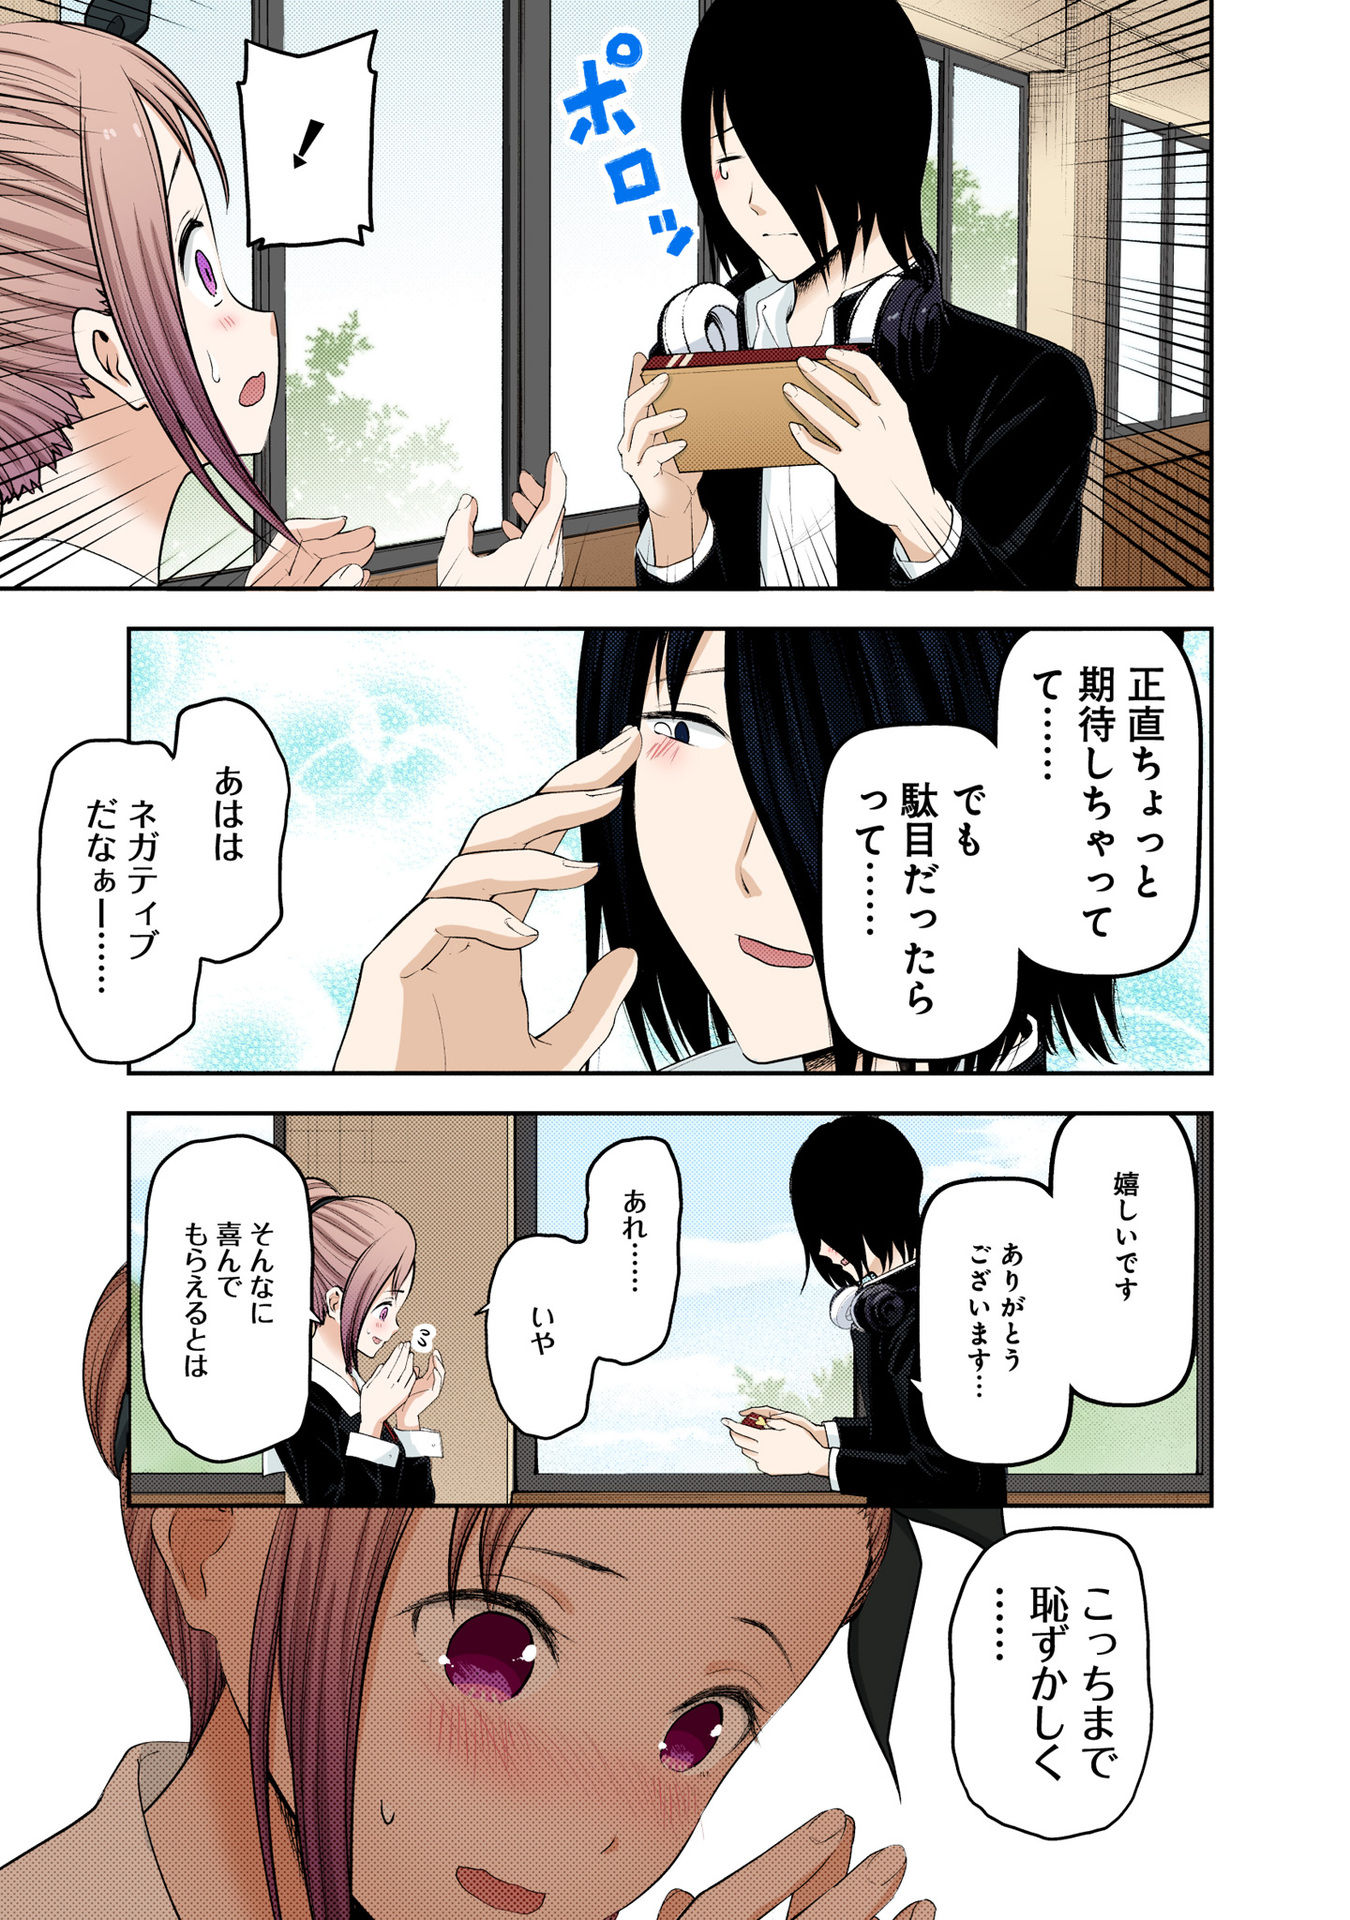 ポロッ
!
正直ちょっと
期待しちゃって
て……
でも
駄目だったら
って……
あはは
ネガティブ
だなぁー……
嬉しいです
ありがとう
ございます…
あれ……
いや
そんなに
喜んで
もらえるとは
こっちまで
恥ずかしく
……